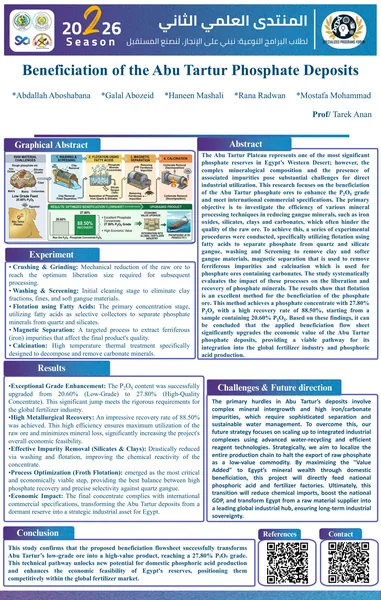 2026
Season
المنتدى العلمي الثاني
لطلاب البرامج النوعية: نبني على الإنجاز، لنصنع المستقبل
Beneficiation of the Abu Tartur Phosphate Deposits
*Abdallah Aboshabana *Galal Abozeid *Haneen Mashali *Rana Radwan *Mostafa Mohammad
Prof/ Tarek Anan
Graphical Abstract
RAW MATERIAL CHALLENGES
1. WASHING & SCREENING
2. FLOTATION USING FATTY ACIDS
3. MAGNETIC SEPARATION
4. CALCINATION
88.50%
Experiment
• Crushing & Grinding: Mechanical reduction of the raw ore to
reach the optimum liberation size required for subsequent
processing.
• Washing & Screening: Initial cleaning stage to eliminate clay
fractions, fines, and soft gangue materials.
• Flotation using Fatty Acids: The primary concentration stage,
utilizing fatty acids as selective collectors to separate phosphate
minerals from quartz and silicates.
• Magnetic Separation: A targeted process to extract ferriferous
(iron) impurities that affect the final product's quality.
• Calcination: High temperature thermal treatment specifically
designed to decompose and remove carbonate minerals.
Results
•Exceptional Grade Enhancement: The P₂O₅ content was successfully
upgraded from 20.60% (Low-Grade) to 27.80% (High-Quality
Concentrate). This significant jump meets the rigorous requirements for
the global fertilizer industry.
•High Metallurgical Recovery: An impressive recovery rate of 88.50%
was achieved. This high efficiency ensures maximum utilization of the
raw ore and minimizes mineral loss, significantly increasing the project's
overall economic feasibility.
•Effective Impurity Removal (Silicates & Clays): Drastically reduced
via washing and flotation, improving the chemical reactivity of the
concentrate.
•Process Optimization (Froth Flotation): emerged as the most critical
and economically viable step, providing the best balance between high
phosphate recovery and precise selectivity against quartz gangue.
•Economic Impact: The final concentrate complies with international
commercial specifications, transforming the Abu Tartur deposits from a
dormant reserve into a strategic industrial asset for Egypt.
Abstract
The Abu Tartur Plateau represents one of the most significant
phosphate reserves in Egypt's Western Desert; however, the
complex mineralogical composition and the presence of
associated impurities pose substantial challenges for direct
industrial utilization. This research focuses on the beneficiation
of the Abu Tartur phosphate ores to enhance the P₂O₅ grade
and meet international commercial specifications. The primary
objective is to investigate the efficiency of various mineral
processing techniques in reducing gangue minerals, such as iron
oxides, silicates, clays and carbonates, which often hinder the
quality of the raw ore. To achieve this, a series of experimental
procedures were conducted, specifically utilizing flotation using
fatty acids to separate phosphate from quartz and silicate
gangue, washing and Screening to remove clay and softer
gangue materials, magnetic separation that is used to remove
ferriferous impurities and calcination which is used for
phosphate ores containing carbonates. The study systematically
evaluates the impact of these processes on the liberation and
recovery of phosphate minerals. The results show that flotation
is an excellent method for the beneficiation of the phosphate
ore. This method achieves a phosphate concentrate with 27.80%
P₂O₅ with a high recovery rate of 88.50%, starting from a
sample containing 20.60% P₂O₅. Based on these findings, it can
be concluded that the applied beneficiation flow sheet
significantly upgrades the economic value of the Abu Tartur
phosphate deposits, providing a viable pathway for its
integration into the global fertilizer industry and phosphoric
acid production.
Challenges & Future direction
The primary hurdles in Abu Tartur's deposits involve
complex mineral intergrowth and high iron/carbonate
impurities, which require sophisticated separation and
sustainable water management. To overcome this, our
future strategy focuses on scaling up to integrated industrial
complexes using advanced water-recycling and efficient
reagent technologies. Strategically, we aim to localize the
entire production chain to halt the export of raw phosphate
as a low-value commodity. By maximizing the "Value
Added" to Egypt's mineral wealth through domestic
beneficiation, this project will directly feed national
phosphoric acid and fertilizer factories. Ultimately, this
transition will reduce chemical imports, boost the national
GDP, and transform Egypt from a raw material supplier into
a leading global industrial hub, ensuring long-term industrial
sovereignty.
Conclusion
This study confirms that the proposed beneficiation flowsheet successfully transforms
Abu Tartur's low-grade ore into a high-value product, reaching a 27.80% P₂O₅ grade.
This technical pathway unlocks new potential for domestic phosphoric acid production
and enhances the economic feasibility of Egypt's reserves, positioning them
competitively within the global fertilizer market.
References
Contact